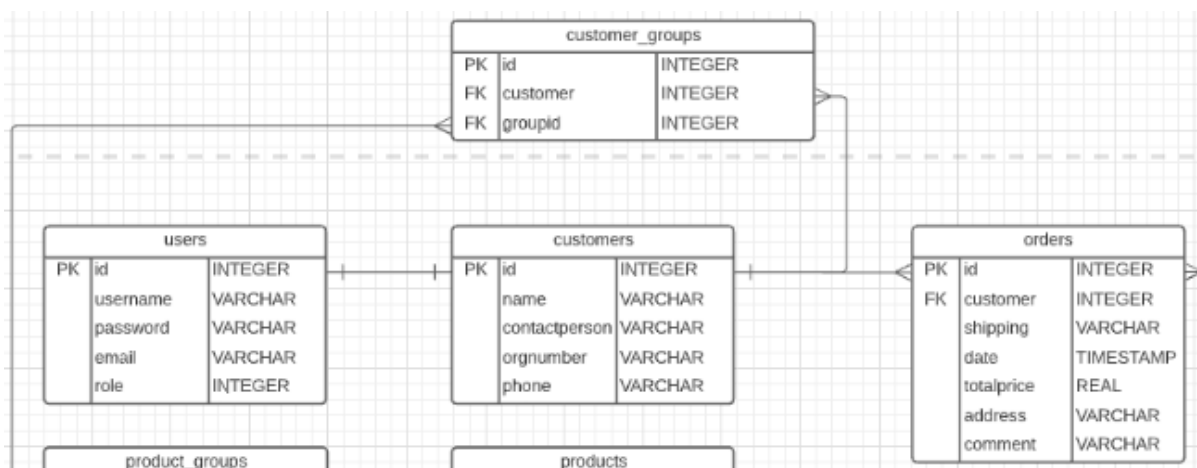 customer_groups
PK id INTEGER
FK customer INTEGER
FK groupid INTEGER
users
PK id INTEGER
username VARCHAR
password VARCHAR
email VARCHAR
role INTEGER
customers
PK id INTEGER
name VARCHAR
contactperson VARCHAR
orgnumber VARCHAR
phone VARCHAR
orders
PK id INTEGER
FK customer INTEGER
shipping VARCHAR
date TIMESTAMP
totalprice REAL
address VARCHAR
comment VARCHAR
product_groups
products